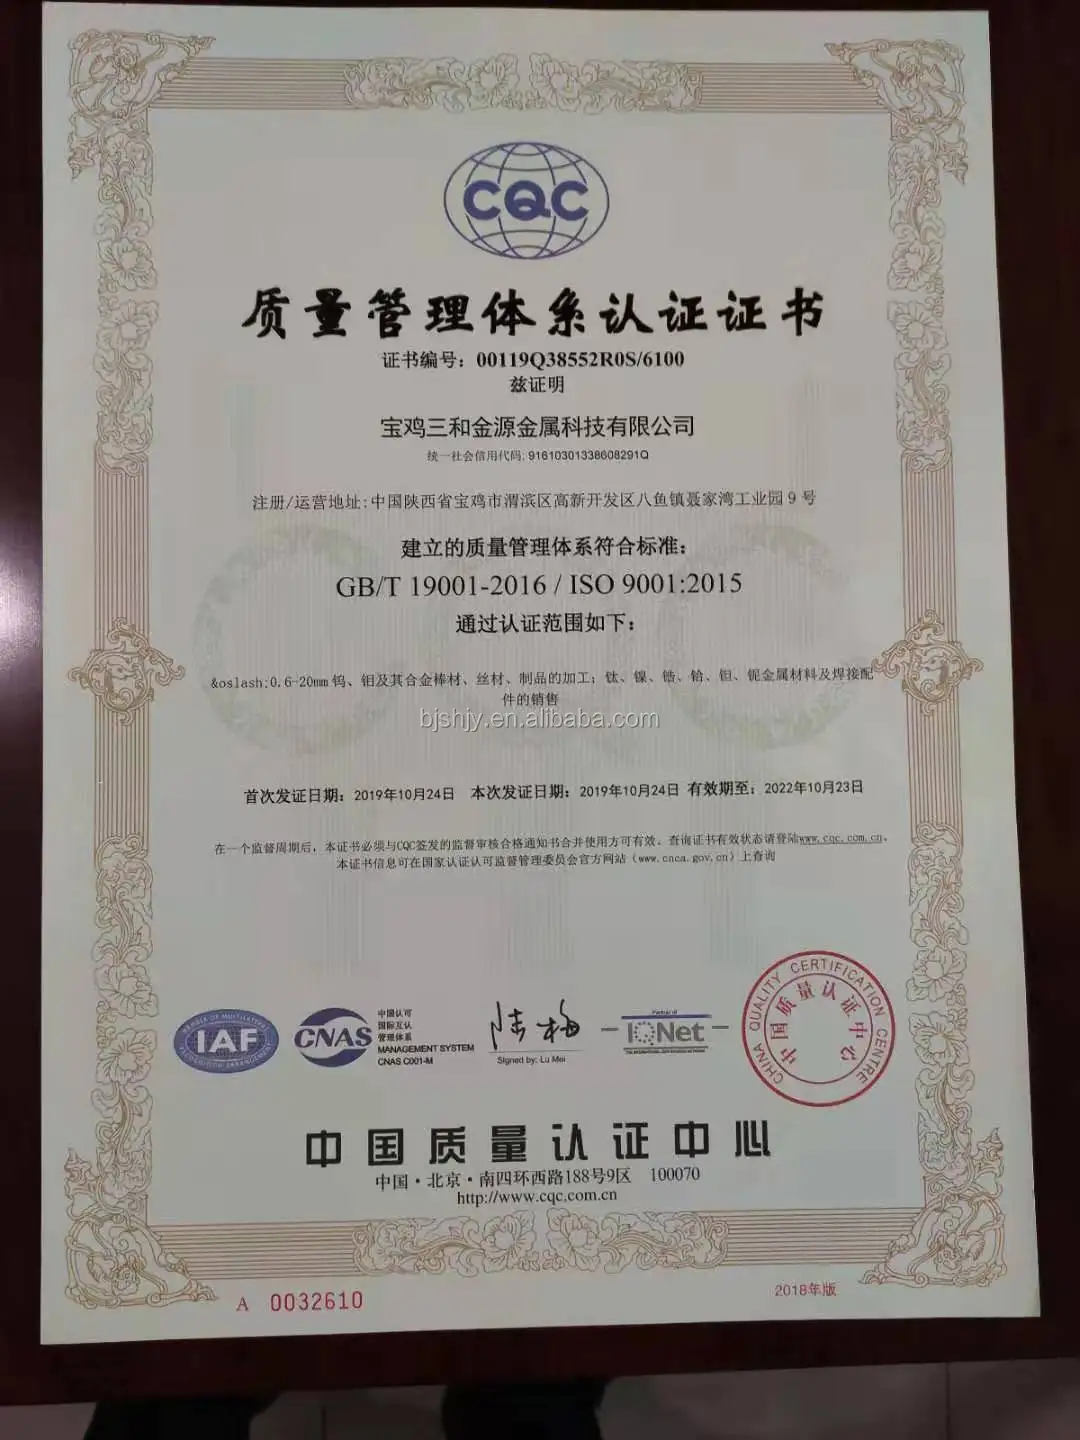 CQC
质量管理体系认证证书
证书编号：00119Q38552R0S/6100
兹证明
宝鸡三和金源金属科技有限公司
统一社会信用代码：91610301338608291Q
注册/运营地址：中国陕西省宝鸡市渭滨区高新开发区八鱼镇聂家湾工业园9号
建立的质量管理体系符合标准：
GB/T 19001-2016 / ISO 9001:2015
通过认证范围如下：
&oslash;0.6-20mm钨、钼及其合金棒材、丝材、制品的加工；钛、镍、锆、铪、钽、铌金属材料及焊接配
件的销售
bjshjy.en.alibaba.com
首次发证日期：2019年10月24日 本次发证日期：2019年10月24日 有效期至：2022年10月23日
在一个监督周期后，本证书必须与CQC签发的监督审核合格通知书合并使用方可有效。查询证书有效状态请登陆www.cqc.com.cn。
本证书信息可在国家认证认可监督管理委员会官方网站（www.cnca.gov.cn）上查询
MEMBER OF MULTILATERAL
IAF
RECOGNITION ARRANGEMENT
CNAS
中国认可
国际互认
管理体系
MANAGEMENT SYSTEM
CNAS C001-M
陆梅
Signed by: Lu Mei
Partner of
IQNet
THE INTERNATIONAL CERTIFICATION NETWORK
CHINA QUALITY CERTIFICATION CENTRE
中国质量认证中心
中国质量认证中心
中国·北京·南四环西路188号9区 100070
http://www.cqc.com.cn
A 0032610
2018年版